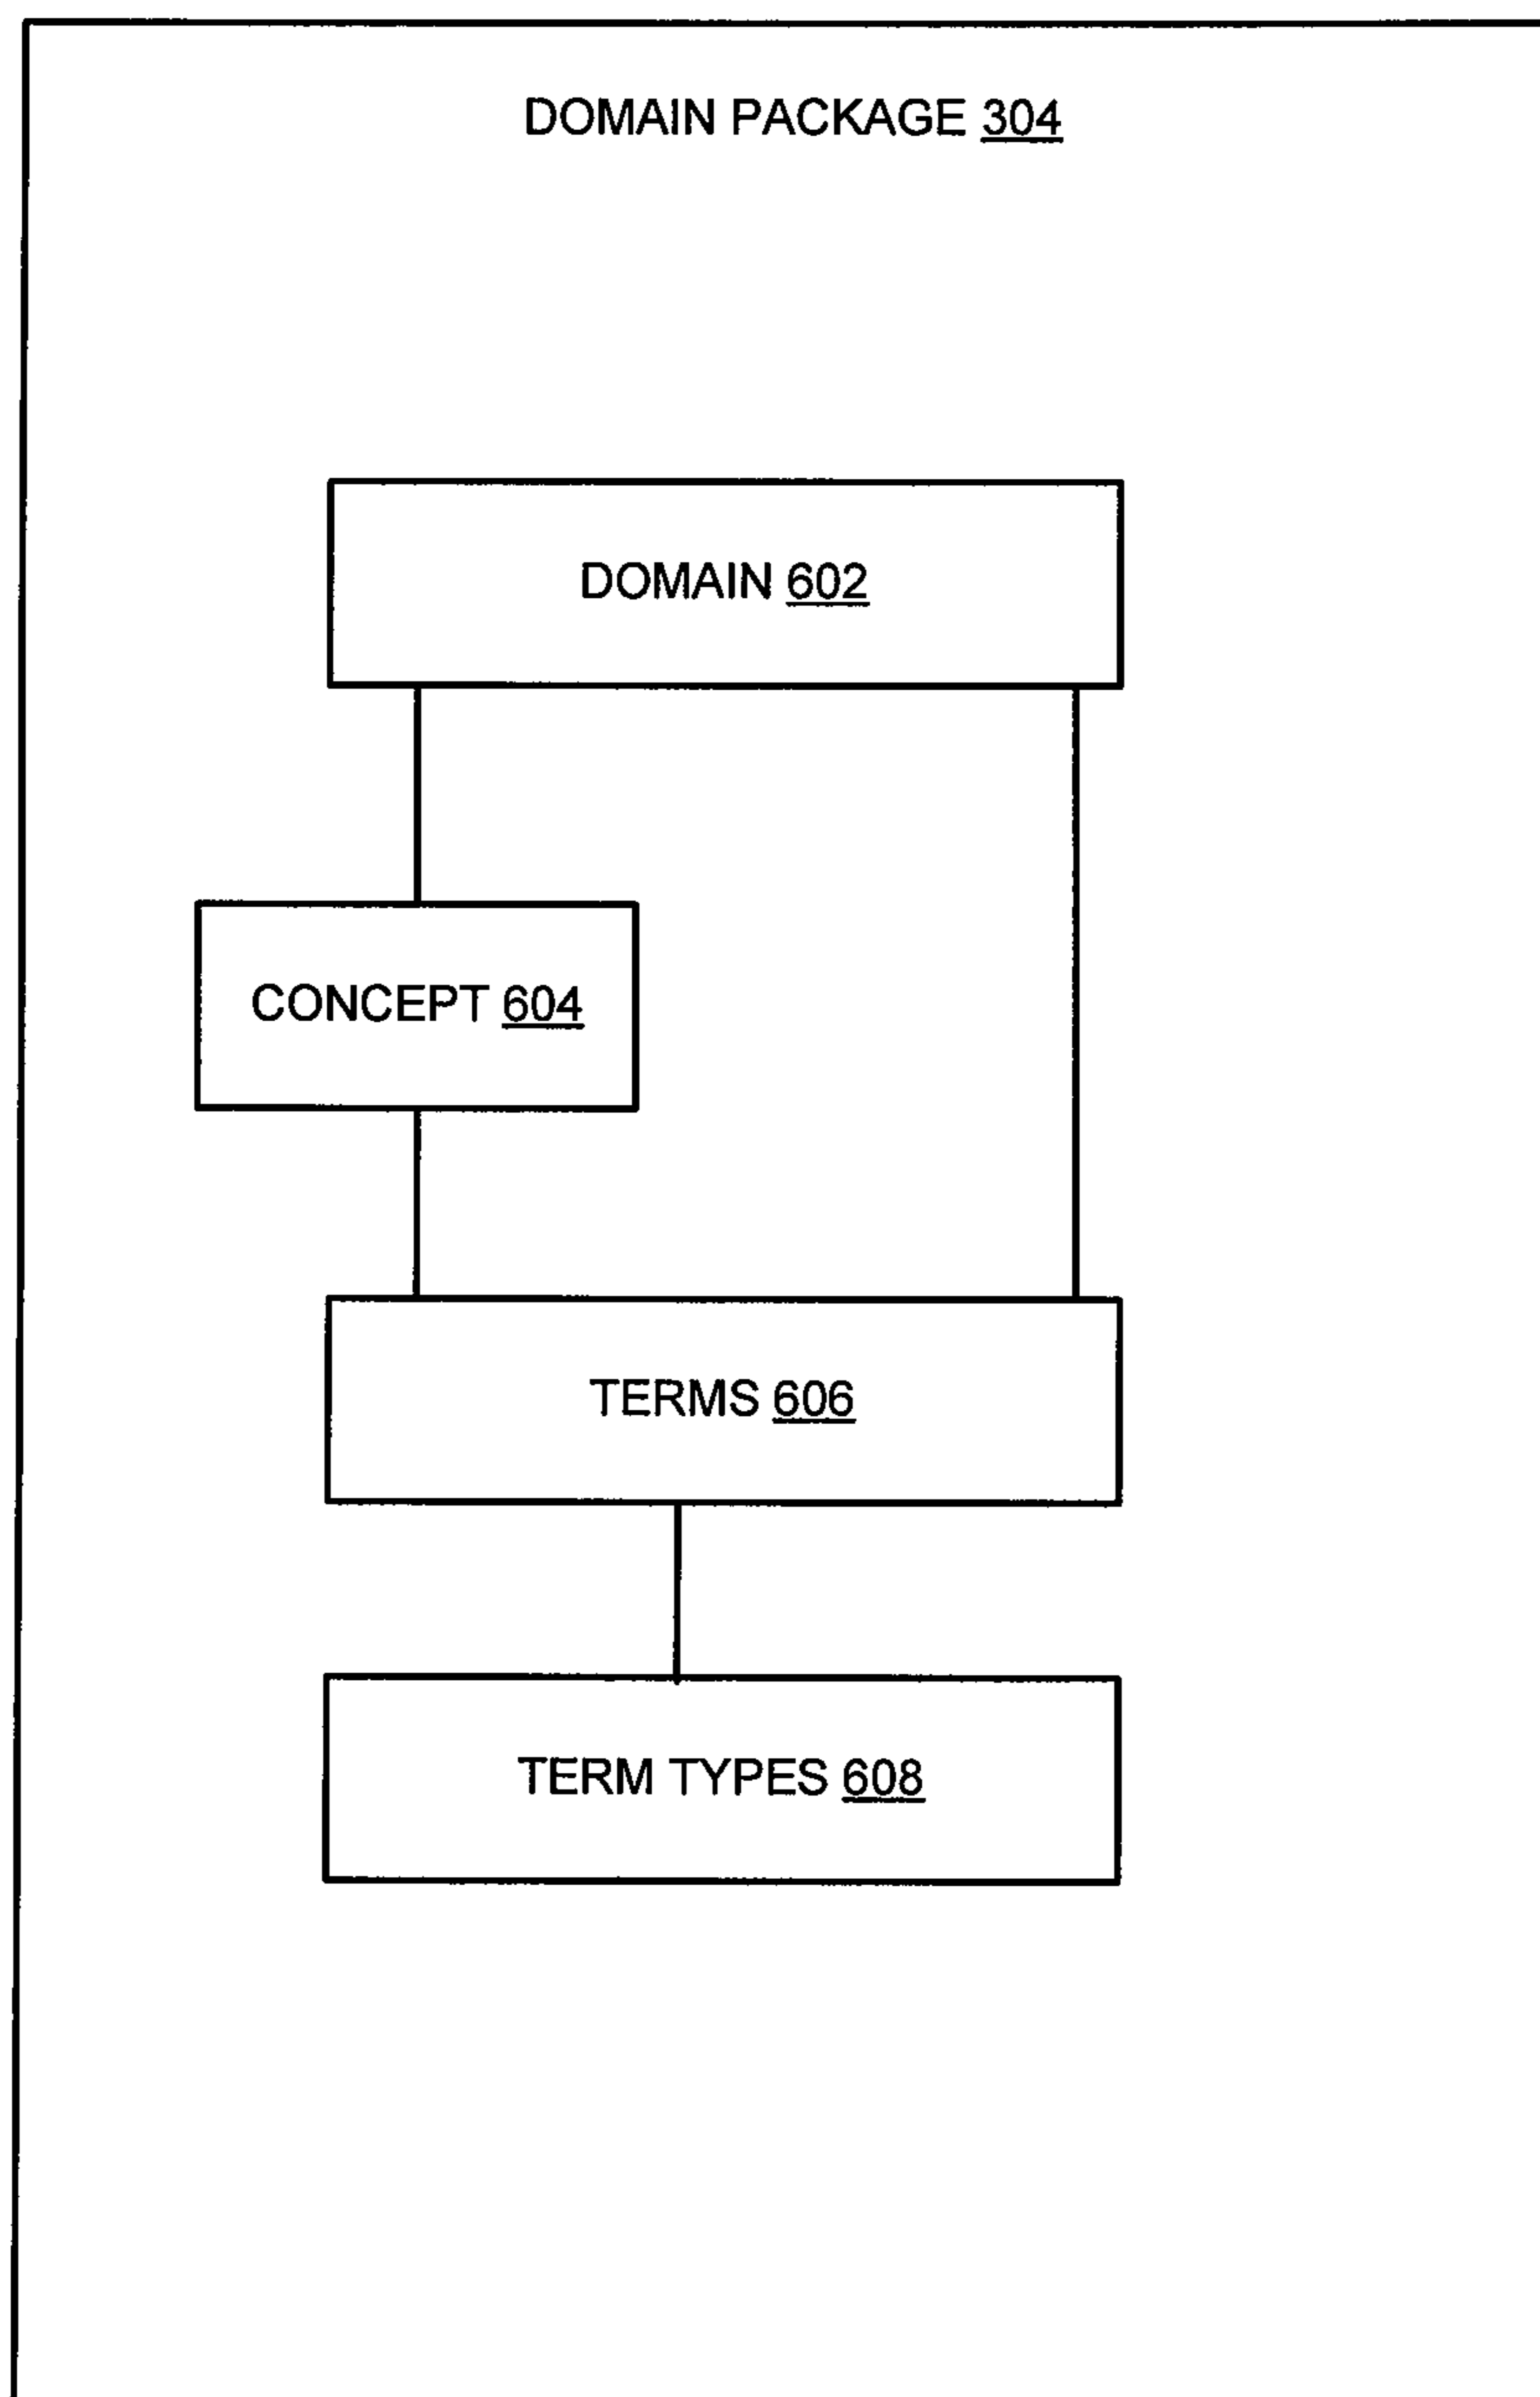 DOMAIN PACKAGE 304
DOMAIN 602
CONCEPT 604
TERMS 606
TERM TYPES 608